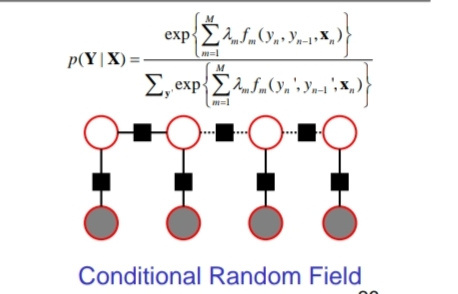 p(Y | X) = exp{∑_{m=1}^{M} λ_m f_m(y_n, y_{n-1}, x_n)} / ∑_{y'} exp{∑_{m=1}^{M} λ_m f_m(y_n', y_{n-1}', x_n)}
Conditional Random Field